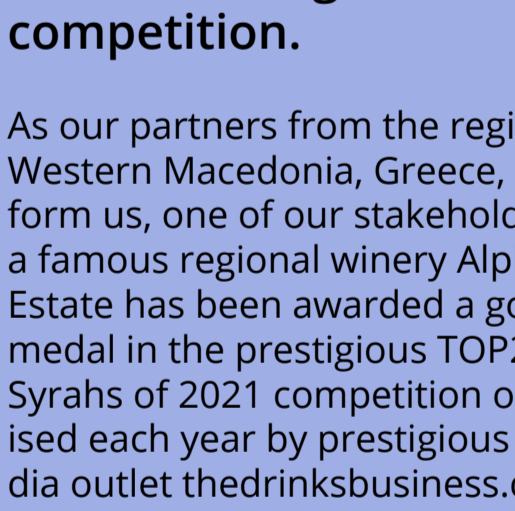 competition.
As our partners from the regi
Western Macedonia, Greece,
form us, one of our stakehold
a famous regional winery Alp
Estate has been awarded a go
medal in the prestigious TOP2
Syrahs of 2021 competition o
ised each year by prestigious
dia outlet thedrinksbusiness.